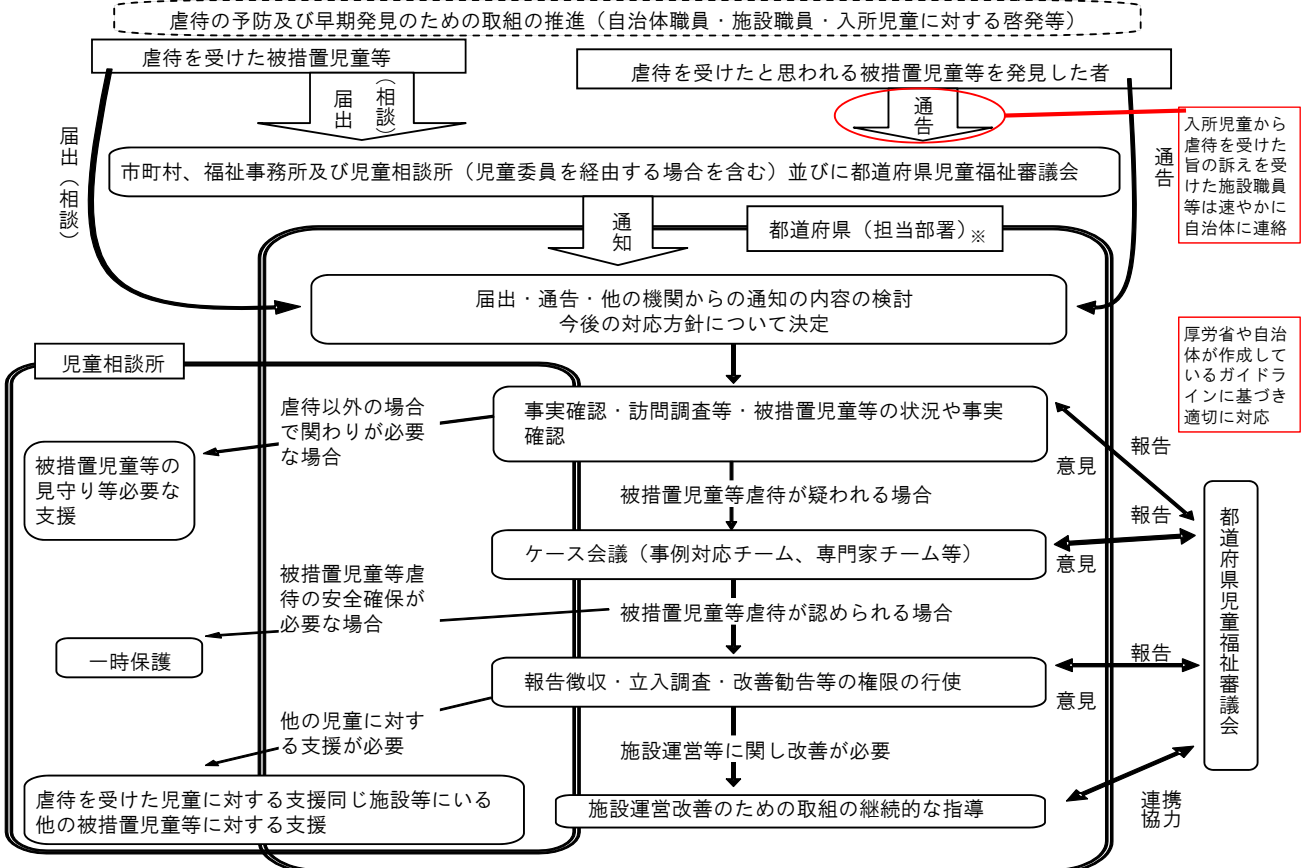 虐待の予防及び早期発見のための取組の推進（自治体職員・施設職員・入所児童に対する啓発等）
虐待を受けた被措置児童等
虐待を受けたと思われる被措置児童等を発見した者
届出（相談）
届出
（相談）
通告
通告
入所児童から
虐待を受けた
旨の訴えを受
けた施設職員
等は速やかに
自治体に連絡
市町村、福祉事務所及び児童相談所（児童委員を経由する場合を含む）並びに都道府県児童福祉審議会
通知
都道府県（担当部署）※
届出・通告・他の機関からの通知の内容の検討
今後の対応方針について決定
厚労省や自治
体が作成して
いるガイドラ
インに基づき
適切に対応
児童相談所
虐待以外の場合
で関わりが必要
な場合
事実確認・訪問調査等・被措置児童等の状況や事実
確認
報告
意見
被措置児童等の
見守り等必要な
支援
被措置児童等虐待が疑われる場合
報告
意見
都道府県児童福祉審議会
ケース会議（事例対応チーム、専門家チーム等）
被措置児童等虐
待の安全確保が
必要な場合
被措置児童等虐待が認められる場合
一時保護
報告
意見
報告徴収・立入調査・改善勧告等の権限の行使
他の児童に対す
る支援が必要
施設運営等に関し改善が必要
虐待を受けた児童に対する支援同じ施設等にいる
他の被措置児童等に対する支援
施設運営改善のための取組の継続的な指導
連携
協力